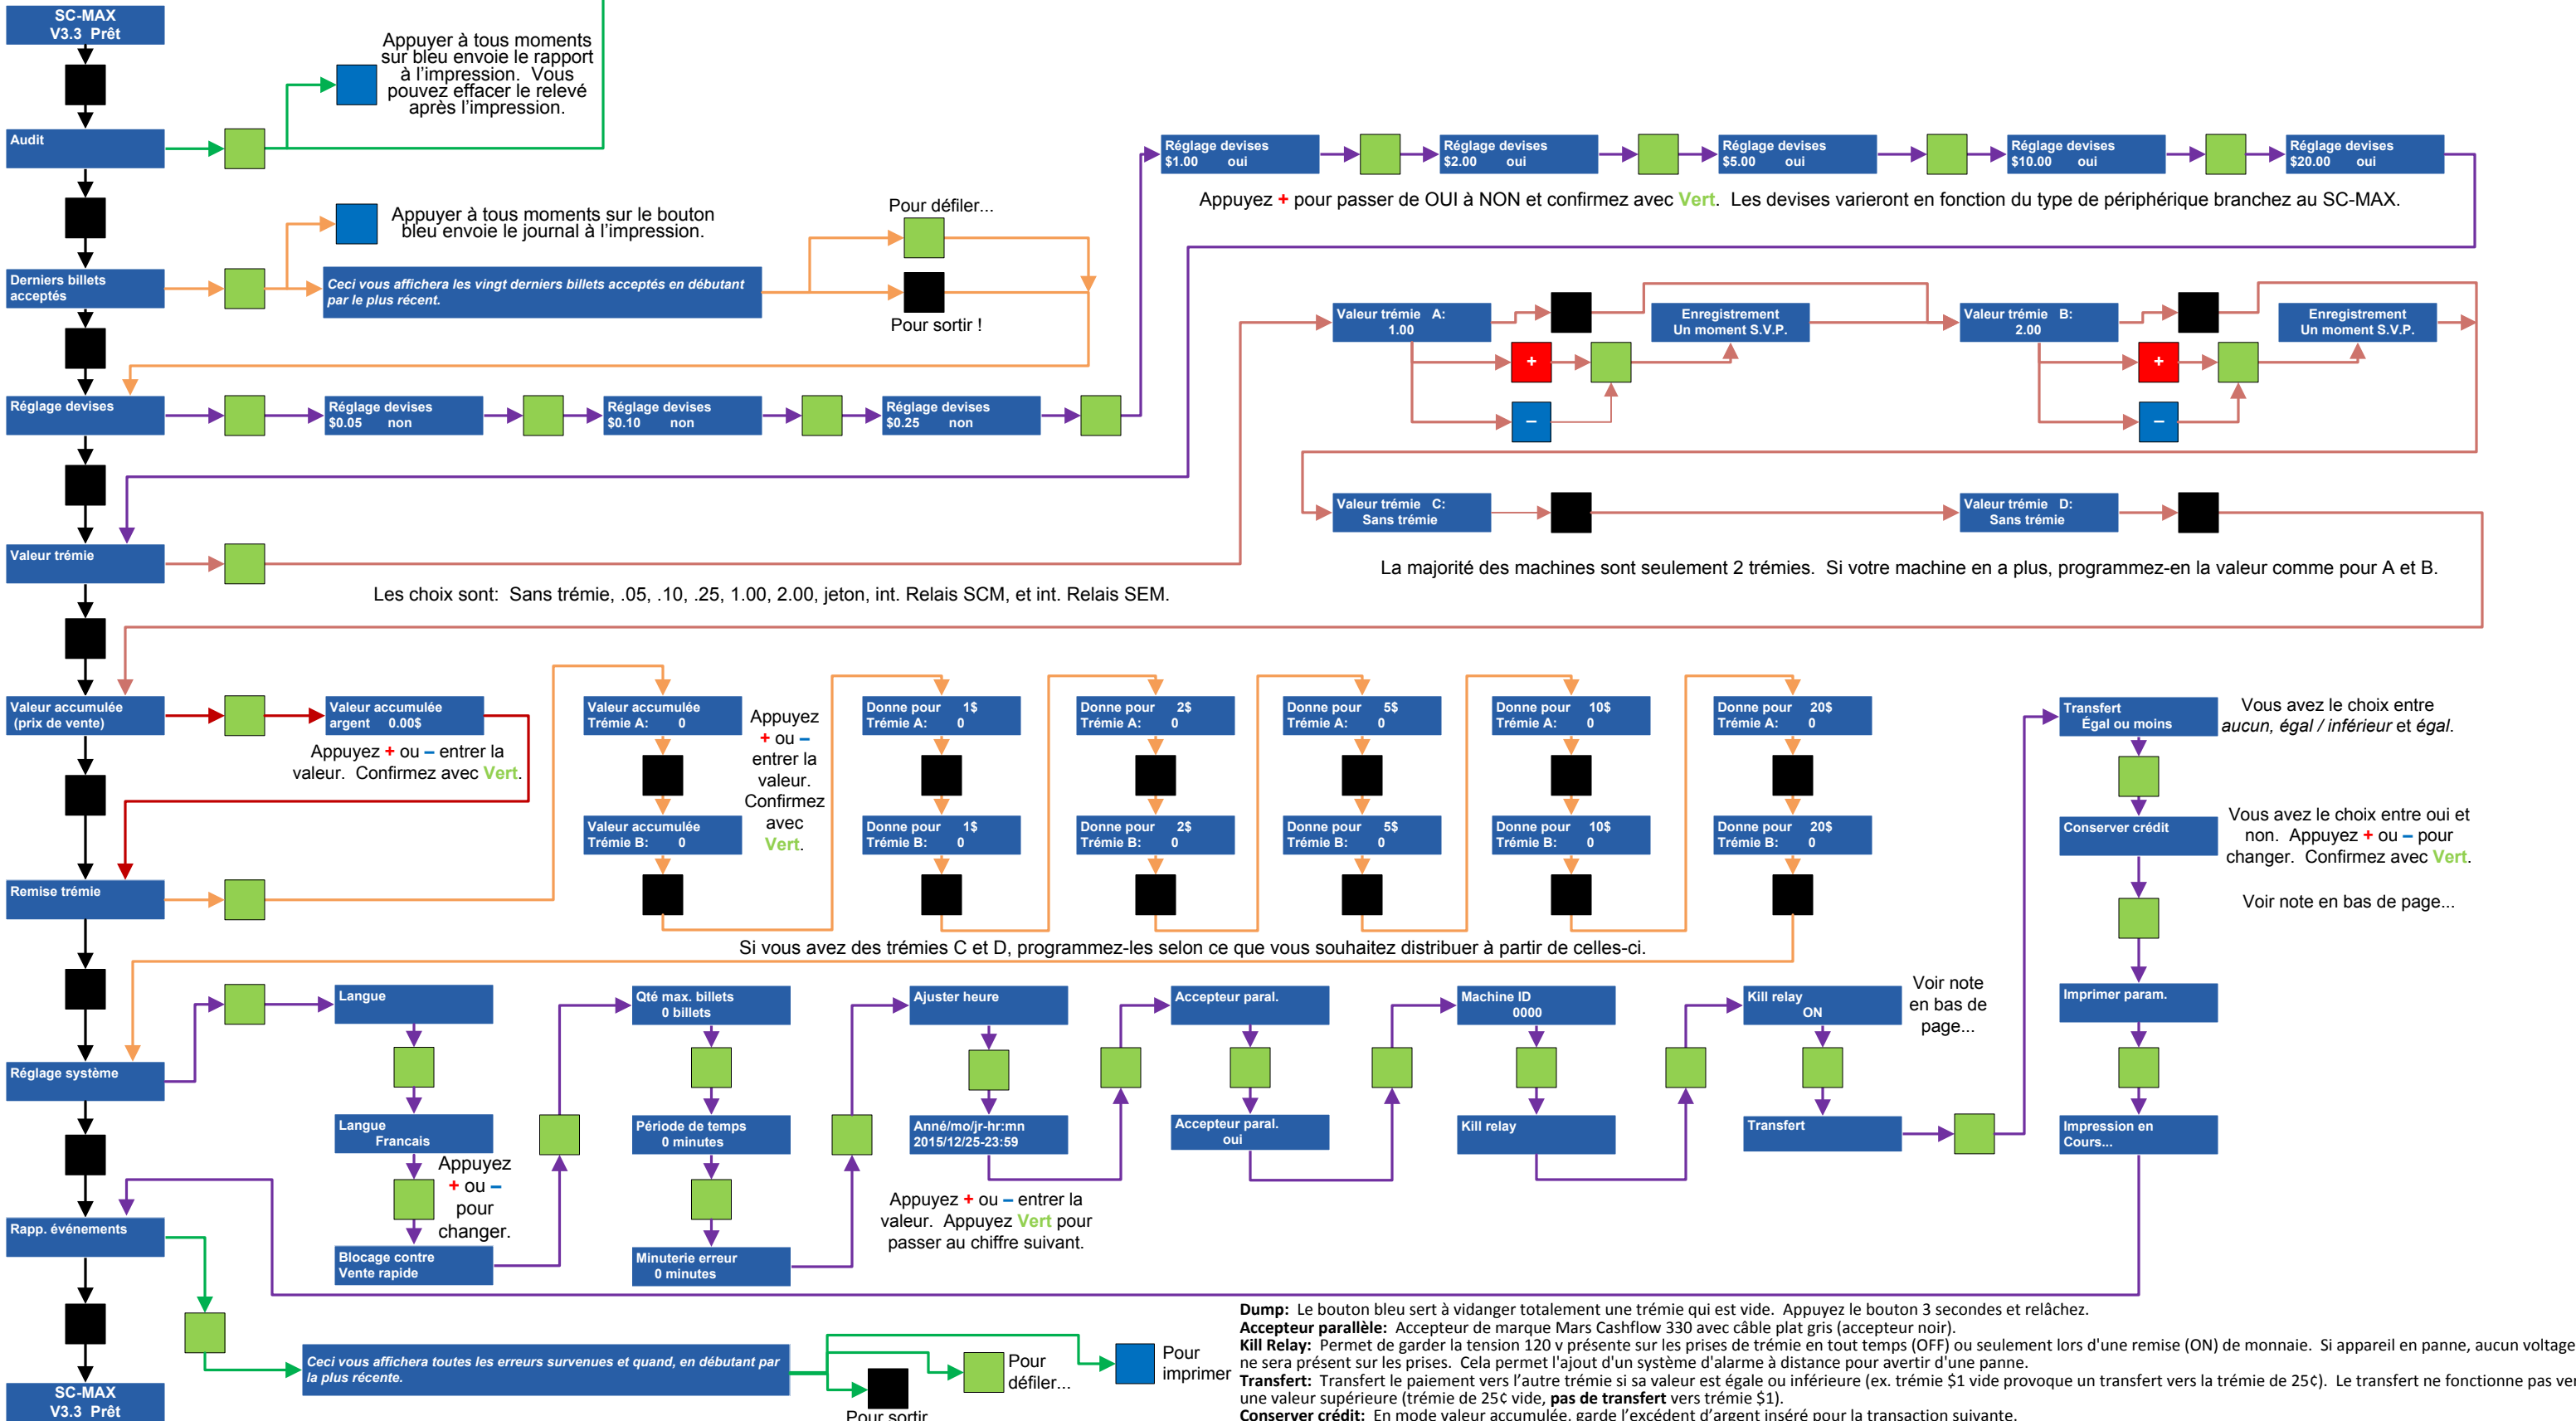 SC-MAX
V3.3 Prêt
Appuyer à tous moments
sur bleu envoie le rapport
à l'impression. Vous
pouvez effacer le relevé
après l'impression.
Audit
Réglage devises
$1.00 oui
Réglage devises
$2.00 oui
Réglage devises
$5.00 oui
Réglage devises
$10.00 oui
Réglage devises
$20.00 oui
Appuyez + pour passer de OUI à NON et confirmez avec Vert. Les devises varieront en fonction du type de périphérique branchez au SC-MAX.
Appuyer à tous moments sur le bouton
bleu envoie le journal à l'impression.
Pour défiler...
Derniers billets
acceptés
Ceci vous affichera les vingt derniers billets acceptés en débutant
par le plus récent.
Pour sortir !
Valeur trémie A:
1.00
Enregistrement
Un moment S.V.P.
Valeur trémie B:
2.00
Enregistrement
Un moment S.V.P.
+
+
–
–
Réglage devises
Réglage devises
$0.05 non
Réglage devises
$0.10 non
Réglage devises
$0.25 non
Valeur trémie C:
Sans trémie
Valeur trémie D:
Sans trémie
Valeur trémie
La majorité des machines sont seulement 2 trémies. Si votre machine en a plus, programmez-en la valeur comme pour A et B.
Les choix sont: Sans trémie, .05, .10, .25, 1.00, 2.00, jeton, int. Relais SCM, et int. Relais SEM.
Valeur accumulée
(prix de vente)
Valeur accumulée
argent 0.00$
Appuyez + ou – entrer la
valeur. Confirmez avec Vert.
Valeur accumulée
Trémie A: 0
Appuyez
+ ou –
entrer la
valeur.
Confirmez
avec
Vert.
Donne pour 1$
Trémie A: 0
Donne pour 2$
Trémie A: 0
Donne pour 5$
Trémie A: 0
Donne pour 10$
Trémie A: 0
Donne pour 20$
Trémie A: 0
Transfert
Égal ou moins
Vous avez le choix entre
aucun, égal / inférieur et égal.
Valeur accumulée
Trémie B: 0
Donne pour 1$
Trémie B: 0
Donne pour 2$
Trémie B: 0
Donne pour 5$
Trémie B: 0
Donne pour 10$
Trémie B: 0
Donne pour 20$
Trémie B: 0
Conserver crédit
Vous avez le choix entre oui et
non. Appuyez + ou – pour
changer. Confirmez avec Vert.
Voir note en bas de page...
Remise trémie
Si vous avez des trémies C et D, programmez-les selon ce que vous souhaitez distribuer à partir de celles-ci.
Réglage système
Langue
Qté max. billets
0 billets
Ajuster heure
Accepteur paral.
Machine ID
0000
Kill relay
ON
Voir note
en bas de
page...
Imprimer param.
Langue
Francais
Appuyez
+ ou –
pour
changer.
Période de temps
0 minutes
Anné/mo/jr-hr:mn
2015/12/25-23:59
Accepteur paral.
oui
Kill relay
Transfert
Impression en
Cours...
Appuyez + ou – entrer la
valeur. Appuyez Vert pour
passer au chiffre suivant.
Rapp. événements
Blocage contre
Vente rapide
Minuterie erreur
0 minutes
Ceci vous affichera toutes les erreurs survenues et quand, en débutant par
la plus récente.
Pour
défiler...
Pour
imprimer
Pour sortir
SC-MAX
V3.3 Prêt
Dump: Le bouton bleu sert à vidanger totalement une trémie qui est vide. Appuyez le bouton 3 secondes et relâchez.
Accepteur parallèle: Accepteur de marque Mars Cashflow 330 avec câble plat gris (accepteur noir).
Kill Relay: Permet de garder la tension 120 v présente sur les prises de trémie en tout temps (OFF) ou seulement lors d'une remise (ON) de monnaie. Si appareil en panne, aucun voltage
ne sera présent sur les prises. Cela permet l'ajout d'un système d'alarme à distance pour avertir d'une panne.
Transfert: Transfert le paiement vers l'autre trémie si sa valeur est égale ou inférieure (ex. trémie $1 vide provoque un transfert vers la trémie de 25¢). Le transfert ne fonctionne pas ver
une valeur supérieure (trémie de 25¢ vide, pas de transfert vers trémie $1).
Conserver crédit: En mode valeur accumulée, garde l'excédent d'argent inséré pour la transaction suivante.